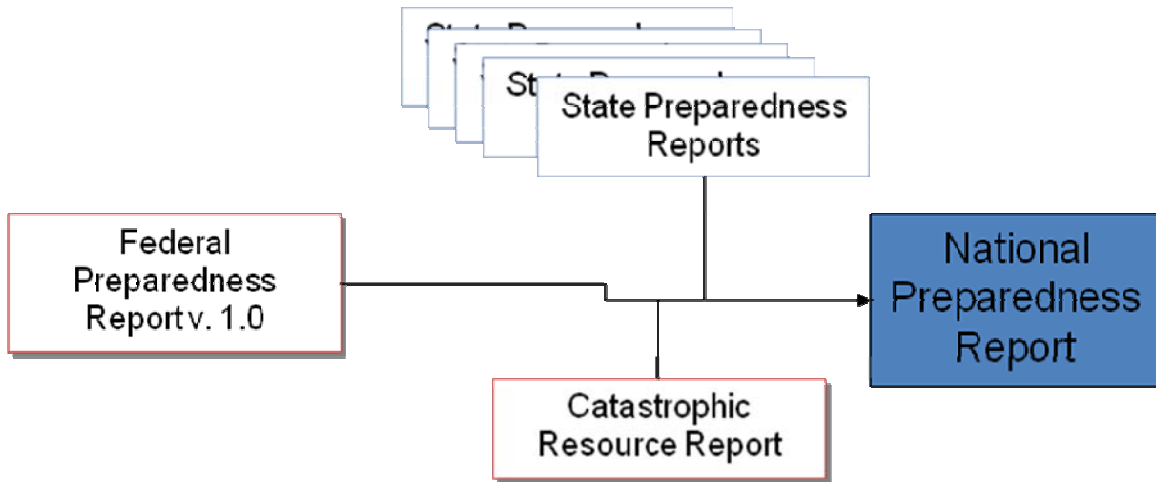 State Preparedness
Reports
Federal
Preparedness
Report v. 1.0
National
Preparedness
Report
Catastrophic
Resource Report